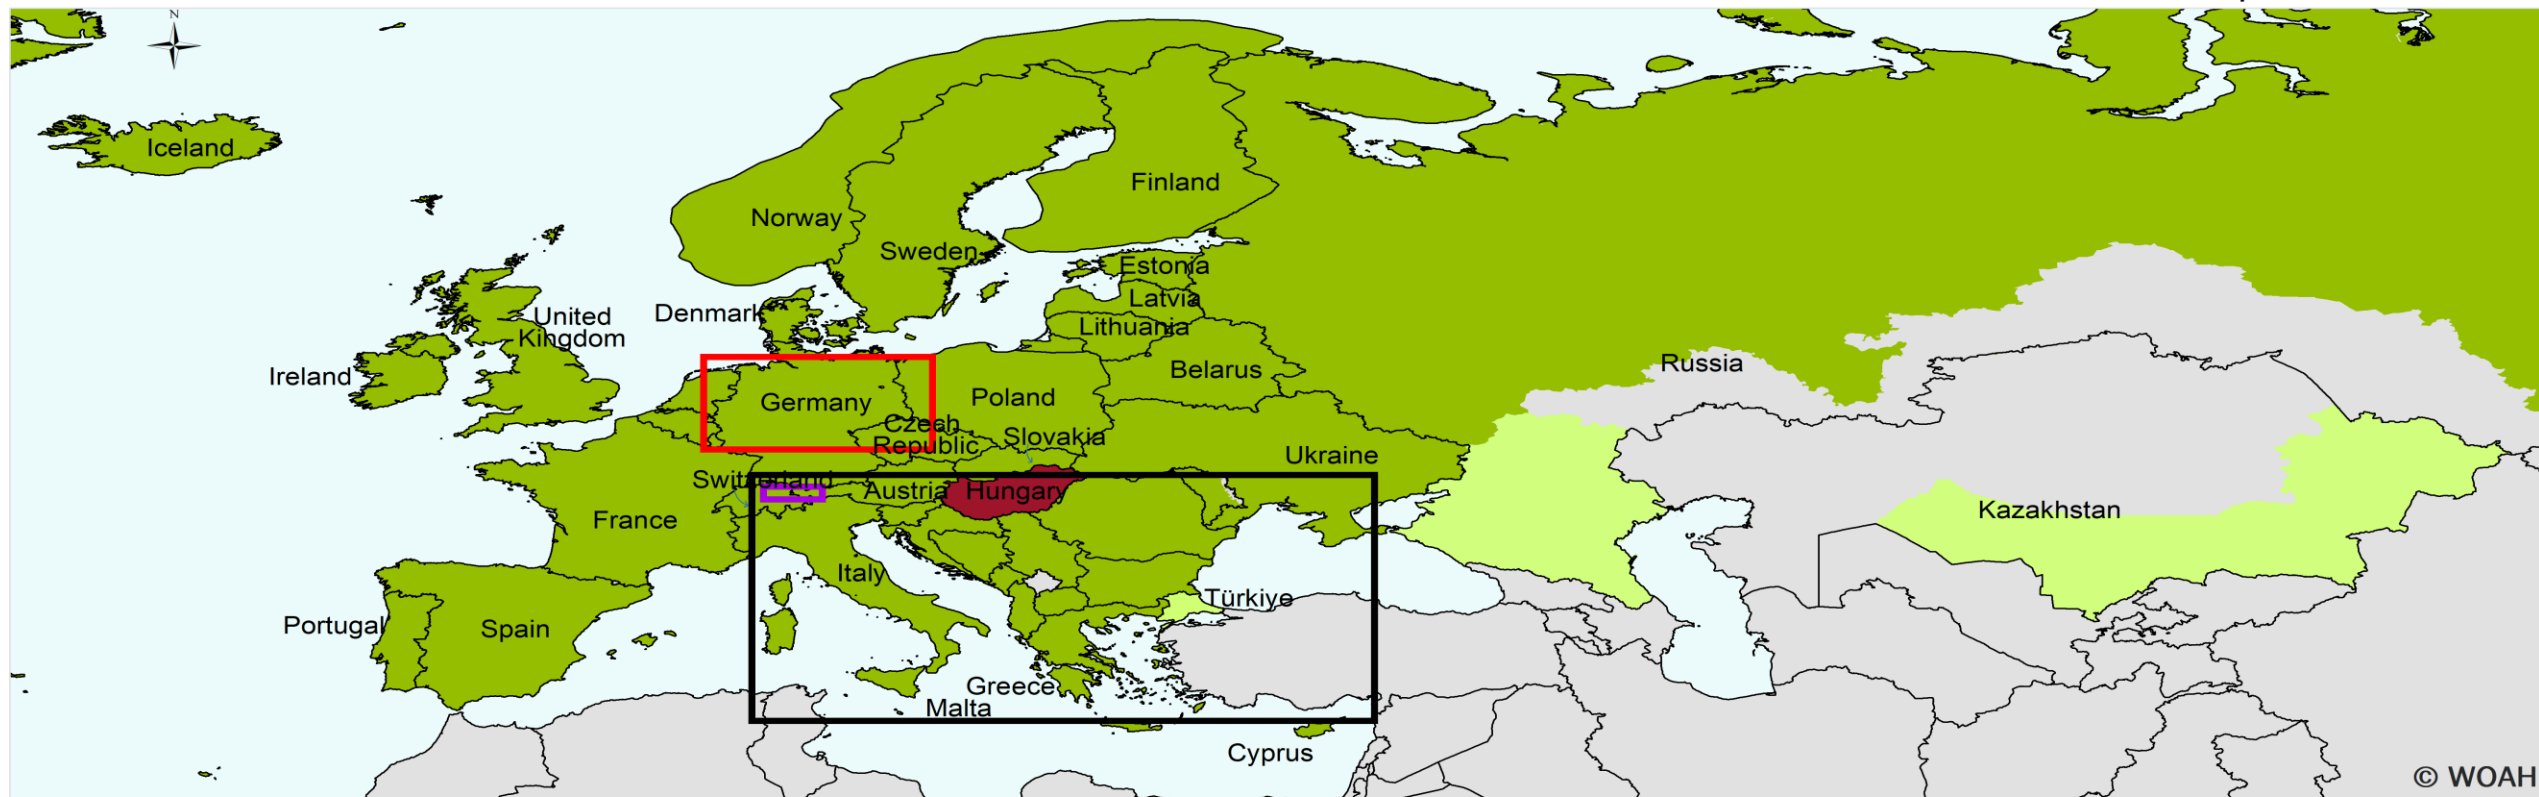 N
Iceland
Finland
Norway
Sweden
Estonia
Latvia
Denmark
United
Kingdom
Lithuania
Ireland
Belarus
Russia
Germany
Poland
Czech
Republic
Slovakia
Ukraine
Switzerland
Austria
Hungary
France
Kazakhstan
Italy
Türkiye
Portugal
Spain
Greece
Malta
Cyprus
© WOAH